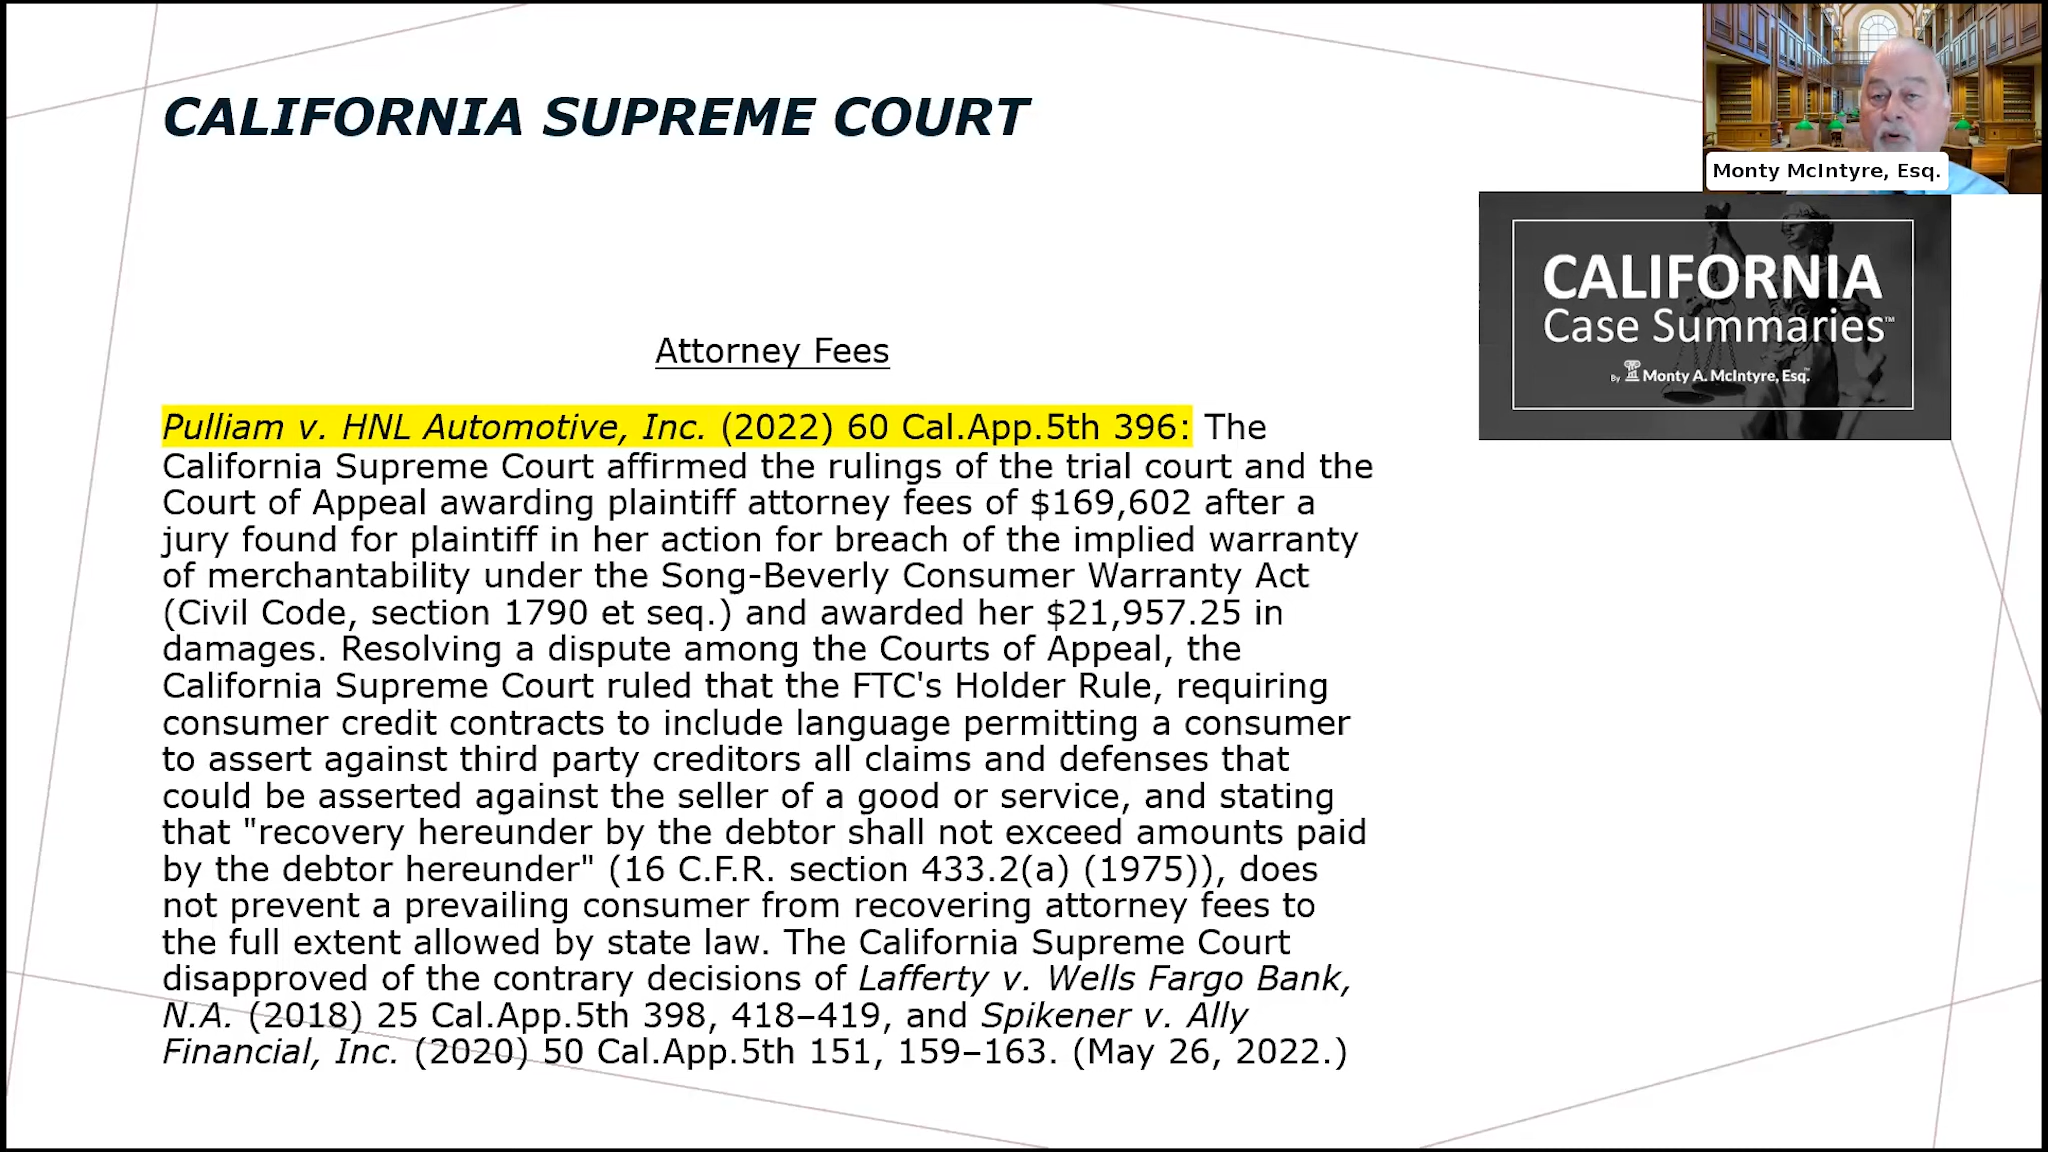 CALIFORNIA SUPREME COURT
Monty McIntyre, Esq.
CALIFORNIA
Case Summaries™
By Monty A. McIntyre, Esq.
Attorney Fees
Pulliam v. HNL Automotive, Inc. (2022) 60 Cal.App.5th 396: The
California Supreme Court affirmed the rulings of the trial court and the
Court of Appeal awarding plaintiff attorney fees of $169,602 after a
jury found for plaintiff in her action for breach of the implied warranty
of merchantability under the Song-Beverly Consumer Warranty Act
(Civil Code, section 1790 et seq.) and awarded her $21,957.25 in
damages. Resolving a dispute among the Courts of Appeal, the
California Supreme Court ruled that the FTC's Holder Rule, requiring
consumer credit contracts to include language permitting a consumer
to assert against third party creditors all claims and defenses that
could be asserted against the seller of a good or service, and stating
that "recovery hereunder by the debtor shall not exceed amounts paid
by the debtor hereunder" (16 C.F.R. section 433.2(a) (1975)), does
not prevent a prevailing consumer from recovering attorney fees to
the full extent allowed by state law. The California Supreme Court
disapproved of the contrary decisions of Lafferty v. Wells Fargo Bank,
N.A. (2018) 25 Cal.App.5th 398, 418–419, and Spikener v. Ally
Financial, Inc. (2020) 50 Cal.App.5th 151, 159–163. (May 26, 2022.)